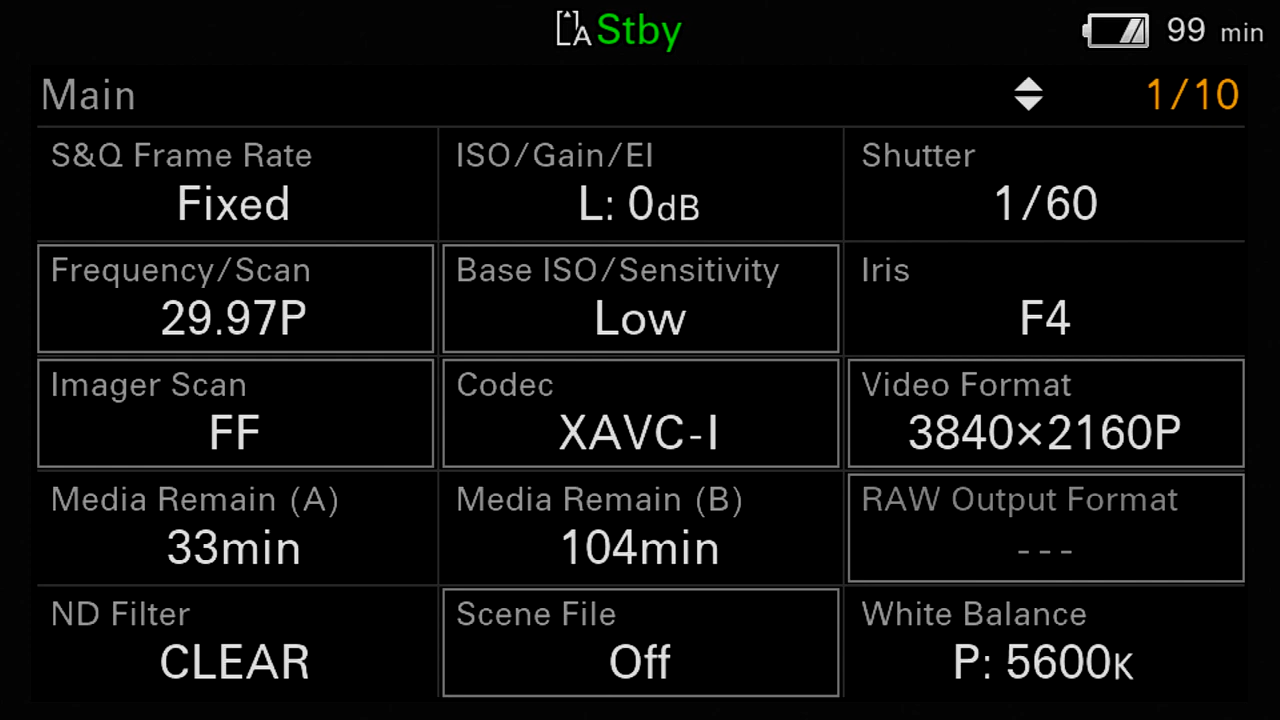 A Stby 99 min
Main 1/10
S&Q Frame Rate ISO/Gain/EI Shutter
Fixed L: 0dB 1/60
Frequency/Scan Base ISO/Sensitivity Iris
29.97P Low F4
Imager Scan Codec Video Format
FF XAVC-I 3840×2160P
Media Remain (A) Media Remain (B) RAW Output Format
33min 104min ---
ND Filter Scene File White Balance
CLEAR Off P: 5600K